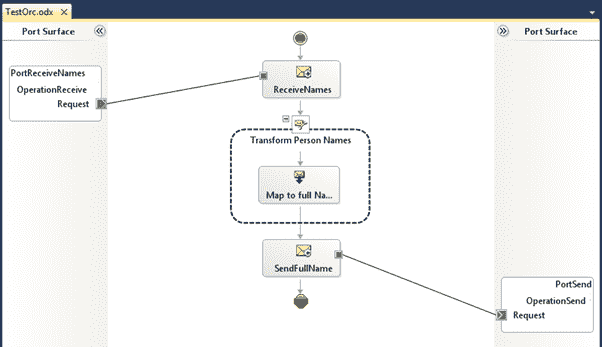 TestOrc.odx
Port Surface
Port Surface
PortReceiveNames
OperationReceive
Request
ReceiveNames
Transform Person Names
Map to full Na...
SendFullName
PortSend
OperationSend
Request